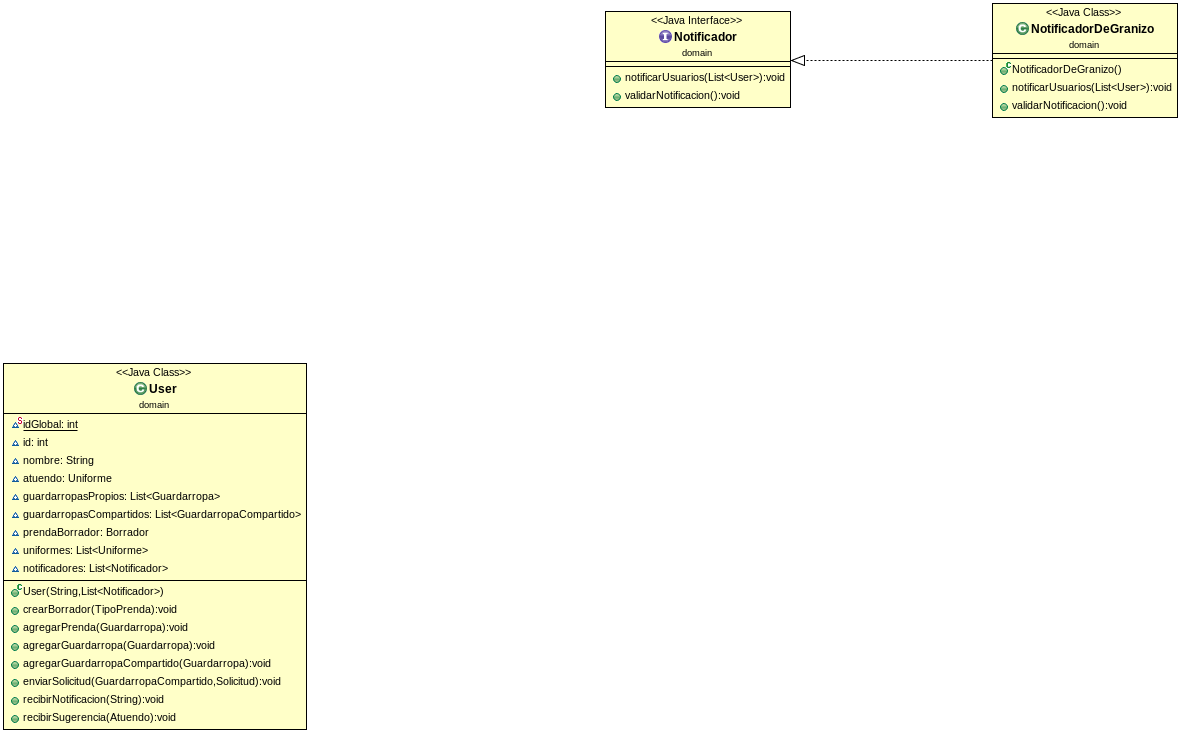 <<Java Interface>>
Notificador
domain
notificarUsuarios(List<User>):void
validarNotificacion():void
<<Java Class>>
NotificadorDeGranizo
domain
NotificadorDeGranizo()
notificarUsuarios(List<User>):void
validarNotificacion():void
<<Java Class>>
User
domain
idGlobal: int
id: int
nombre: String
atuendo: Uniforme
guardarropasPropios: List<Guardarropa>
guardarropasCompartidos: List<GuardarropaCompartido>
prendaBorrador: Borrador
uniformes: List<Uniforme>
notificadores: List<Notificador>
User(String,List<Notificador>)
crearBorrador(TipoPrenda):void
agregarPrenda(Guardarropa):void
agregarGuardarropa(Guardarropa):void
agregarGuardarropaCompartido(Guardarropa):void
enviarSolicitud(GuardarropaCompartido,Solicitud):void
recibirNotificacion(String):void
recibirSugerencia(Atuendo):void